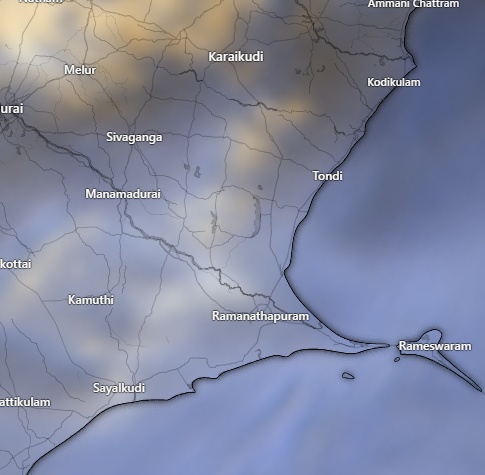 Ammani Chattram
Karaikudi
Melur
Kodikulam
urai
Sivaganga
Tondi
Manamadurai
kottai
Kamuthi
Ramanathapuram
Rameswaram
Sayalkudi
attikulam